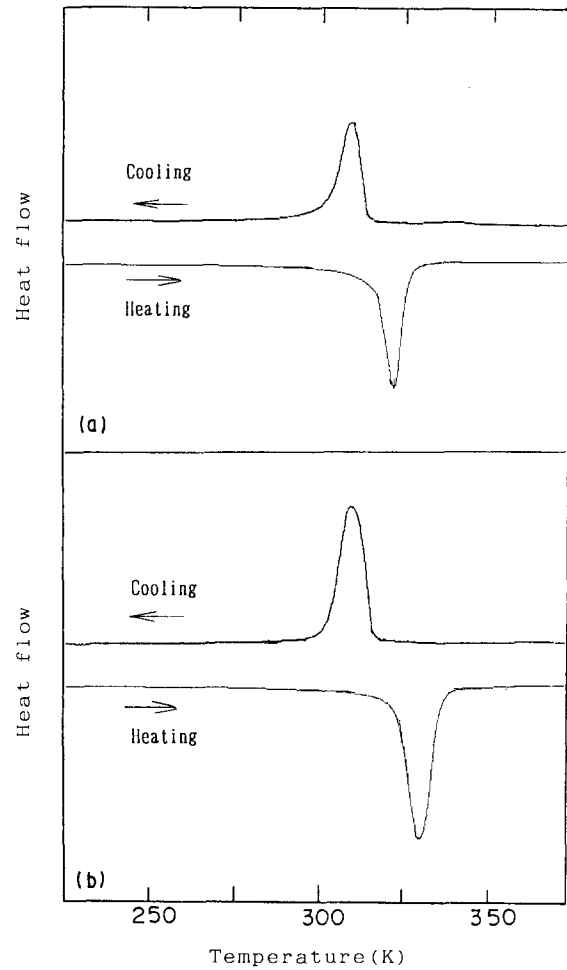 Cooling
Heat flow
Heating
(a)
Cooling
Heat flow
Heating
(b)
250 300 350
Temperature(K)